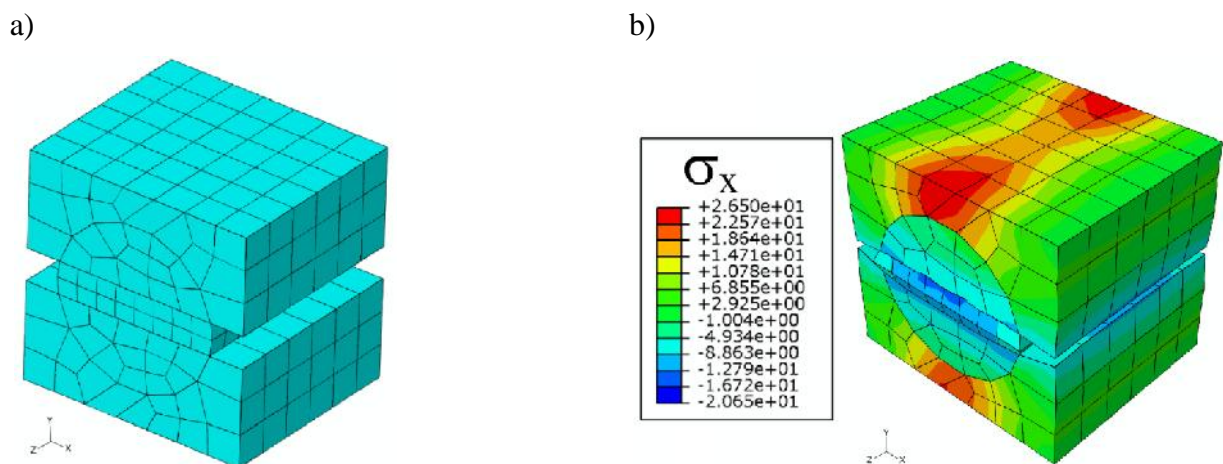 a)
b)
σX
+2.650e+01
+2.257e+01
+1.864e+01
+1.471e+01
+1.078e+01
+6.855e+00
+2.925e+00
-1.004e+00
-4.934e+00
-8.863e+00
-1.279e+01
-1.672e+01
-2.065e+01
Y
Z X
Y
Z X